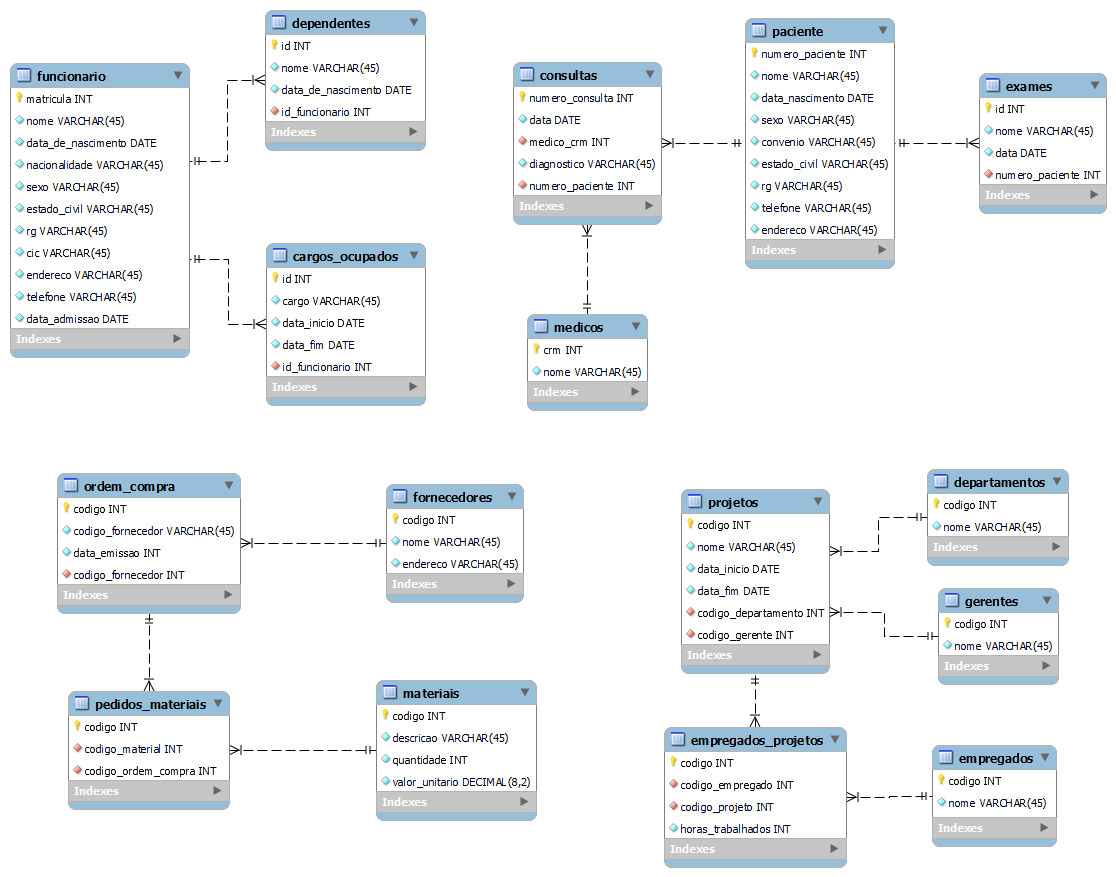 funcionario
matricula INT
nome VARCHAR(45)
data_de_nascimento DATE
nacionalidade VARCHAR(45)
sexo VARCHAR(45)
estado_civil VARCHAR(45)
rg VARCHAR(45)
cic VARCHAR(45)
endereco VARCHAR(45)
telefone VARCHAR(45)
data_admissao DATE
Indexes
dependentes
id INT
nome VARCHAR(45)
data_de_nascimento DATE
id_funcionario INT
Indexes
cargos_ocupados
id INT
cargo VARCHAR(45)
data_inicio DATE
data_fim DATE
id_funcionario INT
Indexes
consultas
numero_consulta INT
data DATE
medico_crm INT
diagnostico VARCHAR(45)
numero_paciente INT
Indexes
medicos
crm INT
nome VARCHAR(45)
Indexes
paciente
numero_paciente INT
nome VARCHAR(45)
data_nascimento DATE
sexo VARCHAR(45)
convenio VARCHAR(45)
estado_civil VARCHAR(45)
rg VARCHAR(45)
telefone VARCHAR(45)
endereco VARCHAR(45)
Indexes
exames
id INT
nome VARCHAR(45)
data DATE
numero_paciente INT
Indexes
ordem_compra
codigo INT
codigo_fornecedor VARCHAR(45)
data_emissao INT
codigo_fornecedor INT
Indexes
fornecedores
codigo INT
nome VARCHAR(45)
endereco VARCHAR(45)
Indexes
pedidos_materiais
codigo INT
codigo_material INT
codigo_ordem_compra INT
Indexes
materiais
codigo INT
descricao VARCHAR(45)
quantidade INT
valor_unitario DECIMAL(8,2)
Indexes
projetos
codigo INT
nome VARCHAR(45)
data_inicio DATE
data_fim DATE
codigo_departamento INT
codigo_gerente INT
Indexes
departamentos
codigo INT
nome VARCHAR(45)
Indexes
gerentes
codigo INT
nome VARCHAR(45)
Indexes
empregados_projetos
codigo INT
codigo_empregado INT
codigo_projeto INT
horas_trabalhados INT
Indexes
empregados
codigo INT
nome VARCHAR(45)
Indexes